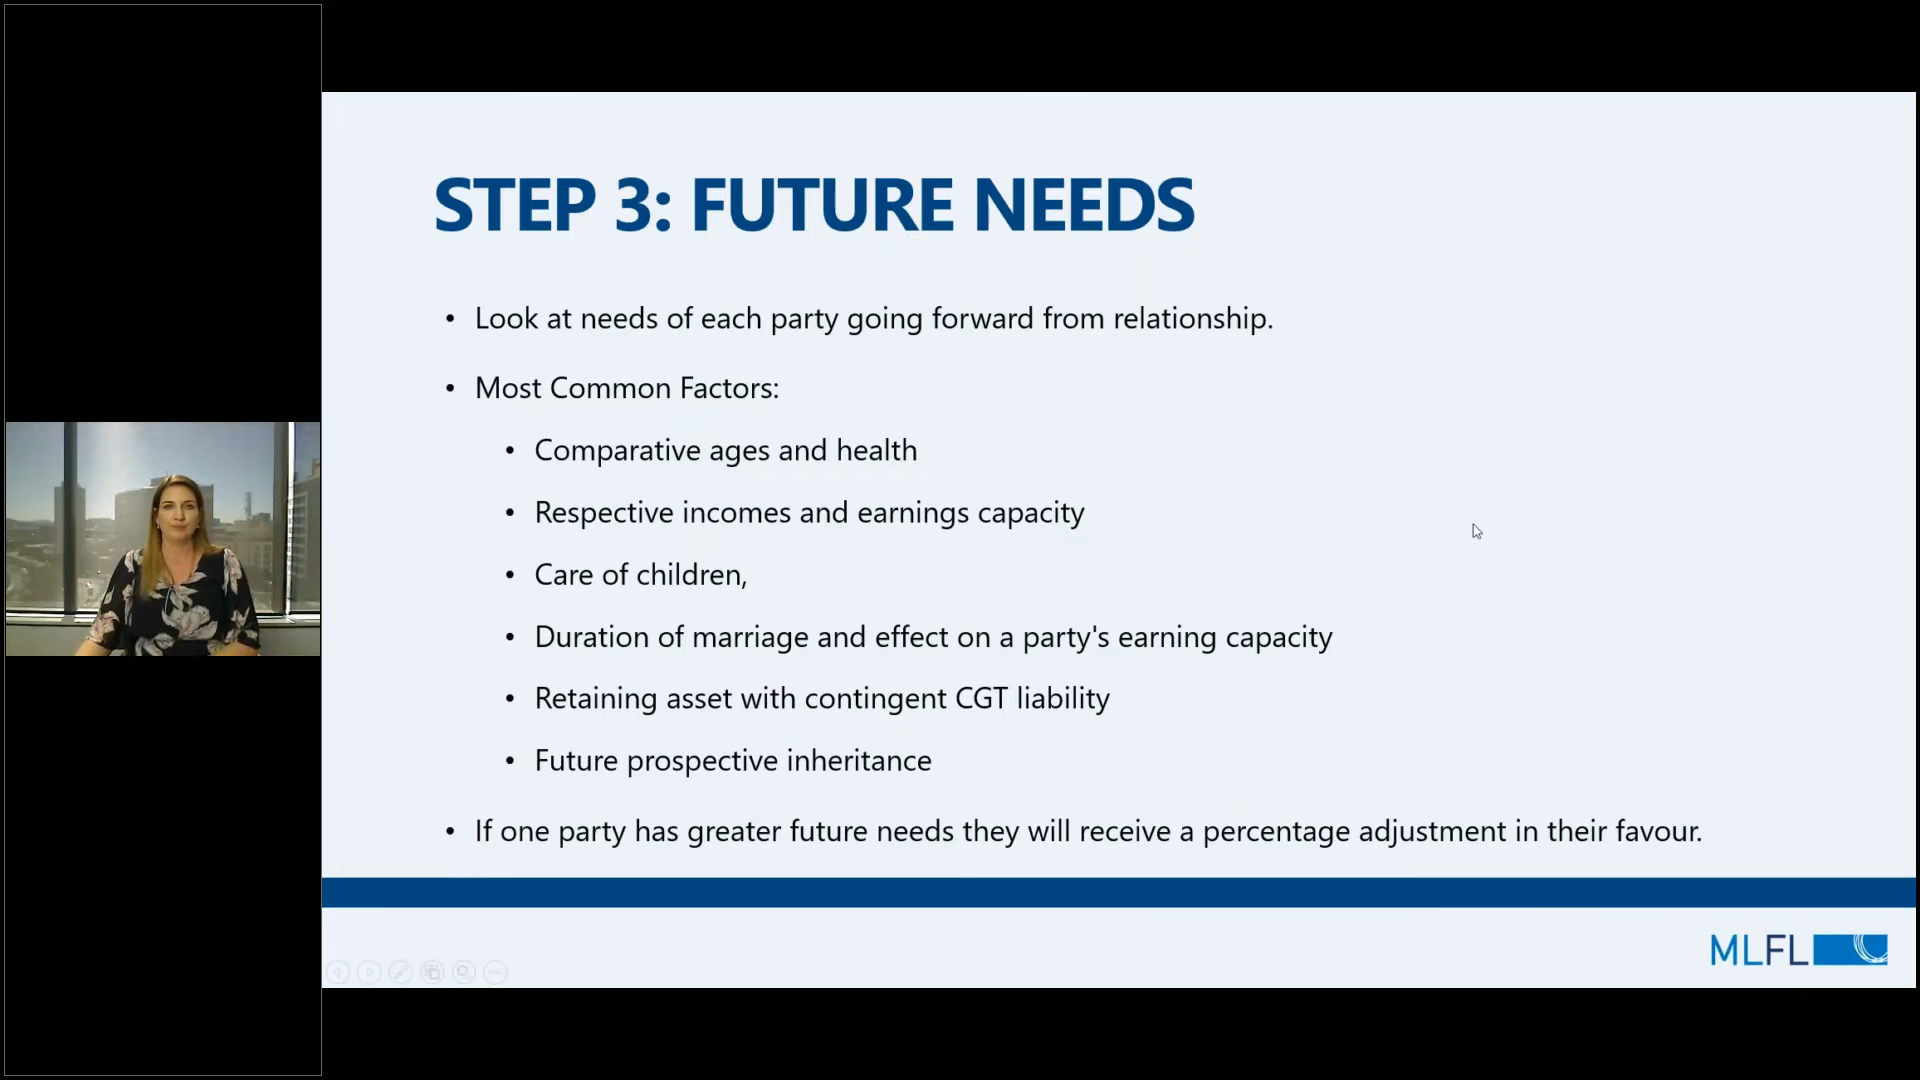 STEP 3: FUTURE NEEDS
• Look at needs of each party going forward from relationship.
• Most Common Factors:
• Comparative ages and health
• Respective incomes and earnings capacity
• Care of children,
• Duration of marriage and effect on a party's earning capacity
• Retaining asset with contingent CGT liability
• Future prospective inheritance
• If one party has greater future needs they will receive a percentage adjustment in their favour.
MLFL